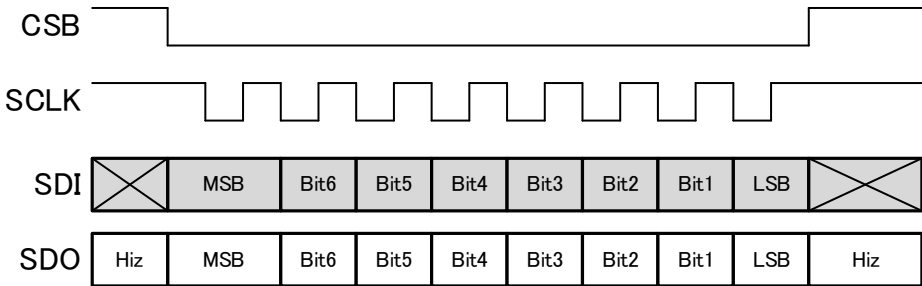 CSB
SCLK
SDI MSB Bit6 Bit5 Bit4 Bit3 Bit2 Bit1 LSB
SDO Hiz MSB Bit6 Bit5 Bit4 Bit3 Bit2 Bit1 LSB Hiz